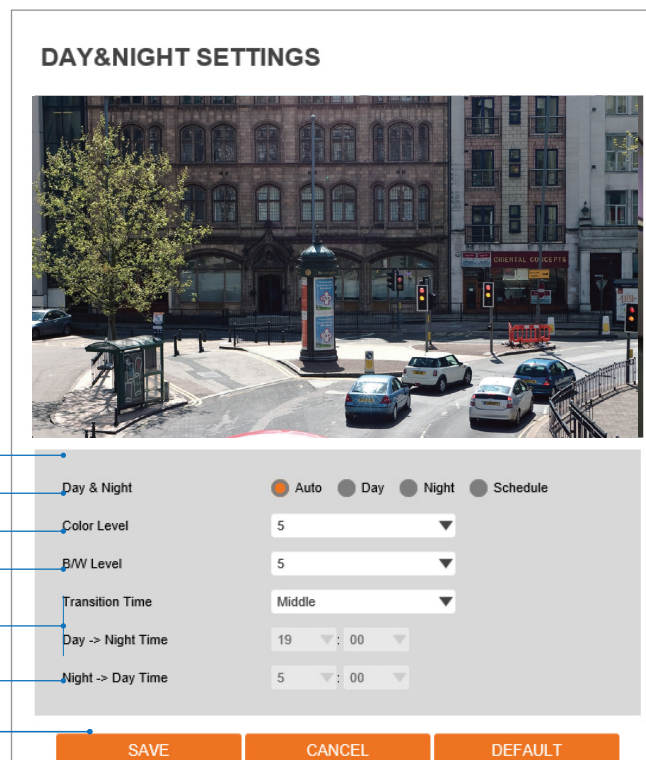 DAY&NIGHT SETTINGS
ORIENTAL CONCEPTS
Day & Night Auto Day Night Schedule
Color Level 5
B/W Level 5
Transition Time Middle
Day -> Night Time 19 : 00
Night -> Day Time 5 : 00
SAVE CANCEL DEFAULT